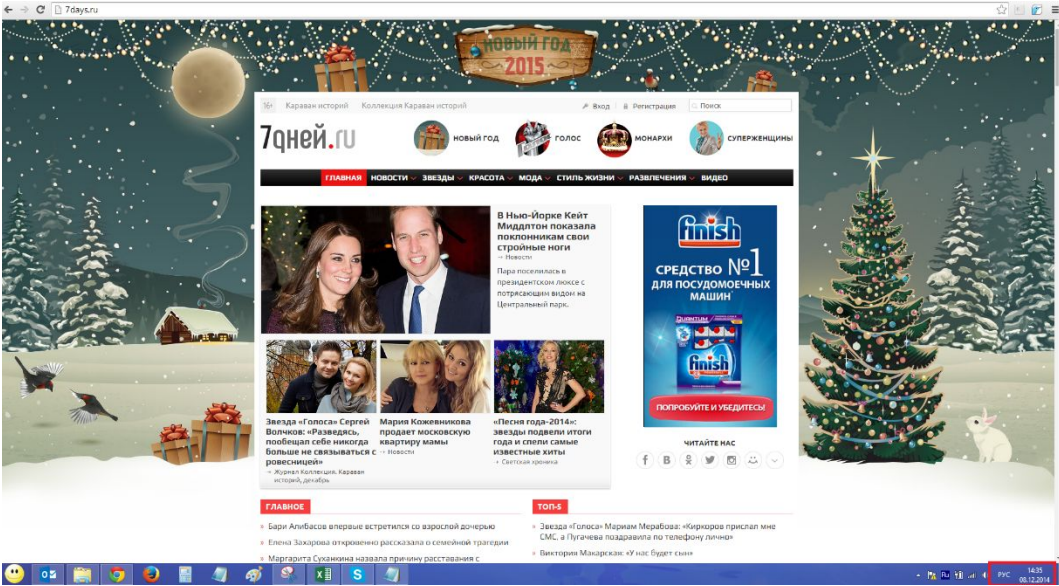 7days.ru
НОВЫЙ ГОД
2015
Караван историй Коллекция Караван историй Вход Регистрация Поиск
7дней.ru
НОВЫЙ ГОД ГОЛОС МОНАРХИ СУПЕРЖЕНЩИНЫ
ГЛАВНАЯ НОВОСТИ ЗВЕЗДЫ КРАСОТА МОДА СТИЛЬ ЖИЗНИ РАЗВЛЕЧЕНИЯ ВИДЕО
В Нью-Йорке Кейт
Миддлтон показала
поклонникам свои
стройные ноги
→ Новости
Пара поселилась в
президентском люксе с
потрясающим видом на
Центральный парк.
finish
СРЕДСТВО №1
ДЛЯ ПОСУДОМОЕЧНЫХ
МАШИН
QUANTUM
finish
ПОПРОБУЙТЕ И УБЕДИТЕСЬ!
Звезда «Голоса» Сергей
Волчков: «Разведясь,
пообещал себе никогда
больше не связываться с
ровесницей»
→ Журнал Коллекция. Караван
историй, декабрь
Мария Кожевникова
продает московскую
квартиру мамы
→ Новости
«Песня года-2014»:
звезды подвели итоги
года и спели самые
известные хиты
→ Светская хроника
ЧИТАЙТЕ НАС
ГЛАВНОЕ
» Бари Алибасов впервые встретился со взрослой дочерью
» Елена Захарова откровенно рассказала о семейной трагедии
» Маргарита Суханкина назвала причину расставания с
ТОП-5
» Звезда «Голоса» Мариам Мерабова: «Киркоров прислал мне
СМС, а Пугачева поздравила по телефону лично»
» Виктория Макарская: «У нас будет сын»
РУС
14:35
08.12.2014